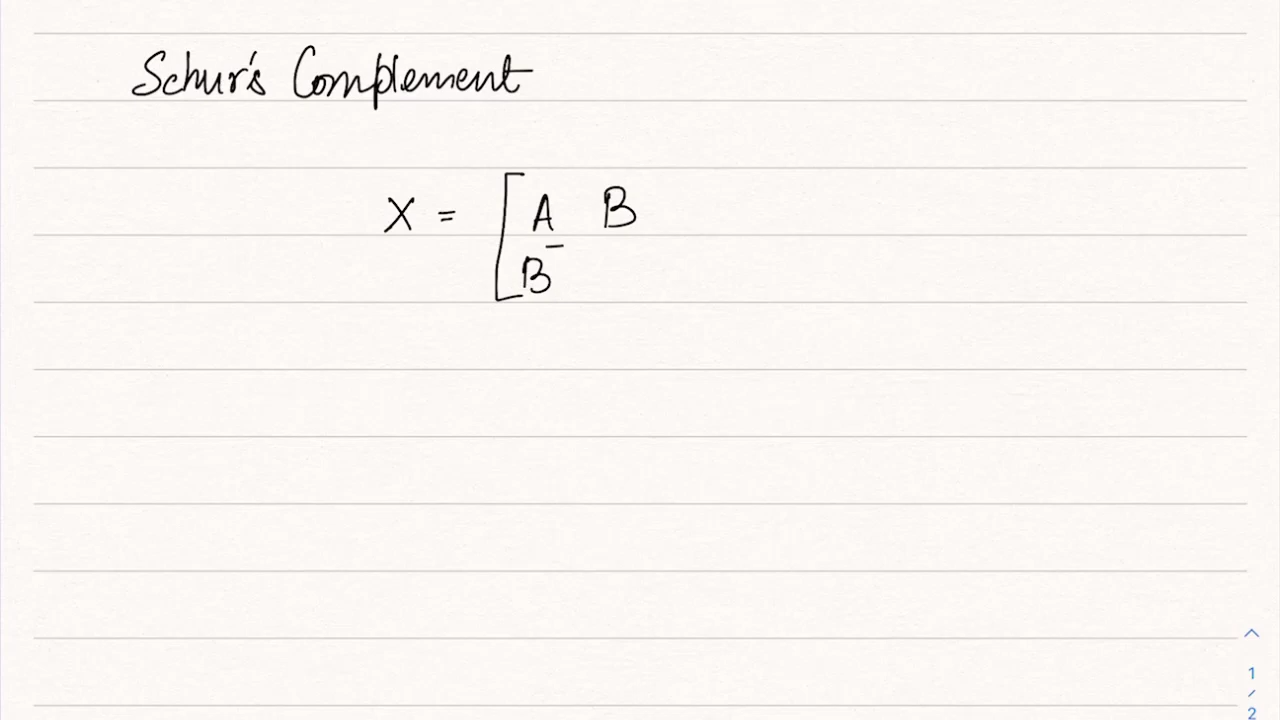 Schur's Complement
X = [ A B
B⁻
^
1
/
2